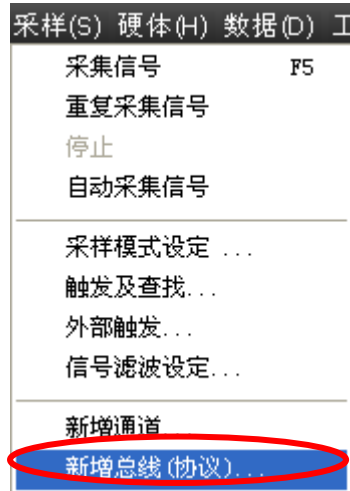 采样(S) 硬体(H) 数据(D) 工
采集信号 F5
重复采集信号
停止
自动采集信号
采样模式设定 ...
触发及查找...
外部触发...
信号滤波设定...
新增通道...
新增总线(协议)...